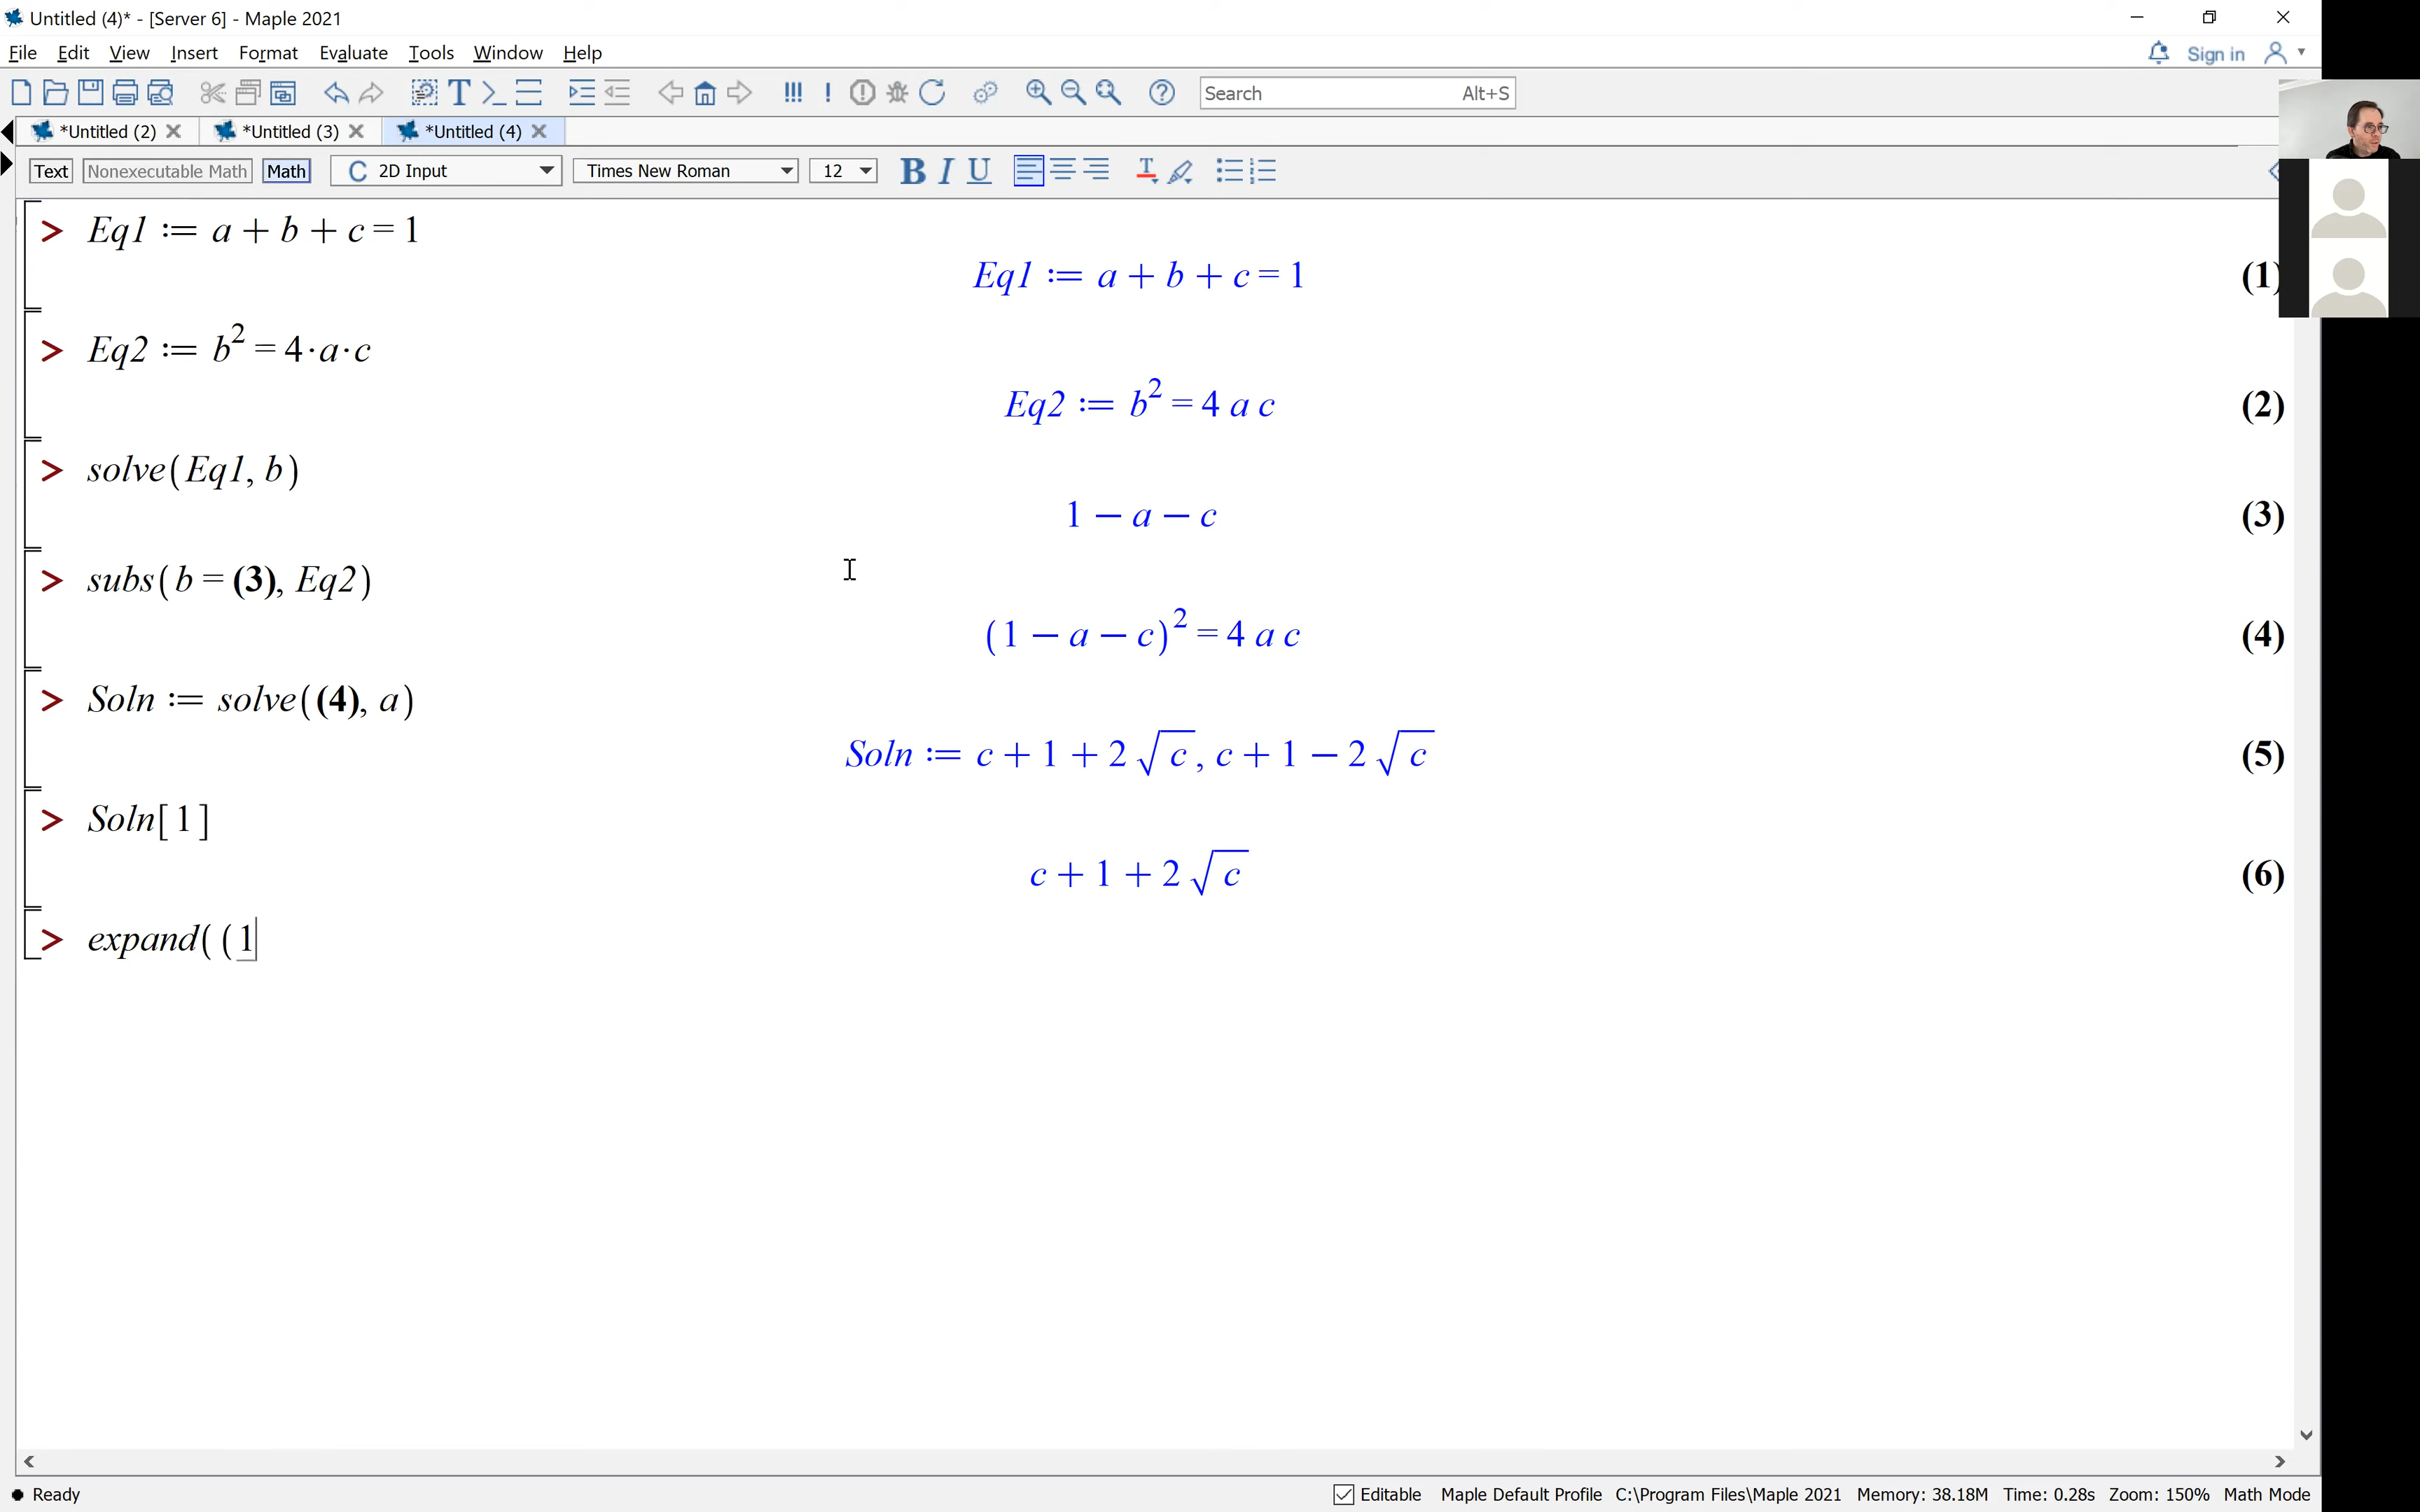 Untitled (4)* - [Server 6] - Maple 2021
File Edit View Insert Format Evaluate Tools Window Help
Sign in
Search Alt+S
*Untitled (2) *Untitled (3) *Untitled (4)
Text Nonexecutable Math Math C 2D Input Times New Roman 12 B I U
> Eq1 := a + b + c = 1
Eq1 := a + b + c = 1 (1)
> Eq2 := b² = 4·a·c
Eq2 := b² = 4 a c (2)
> solve(Eq1, b)
1 − a − c (3)
> subs(b = (3), Eq2)
(1 − a − c)² = 4 a c (4)
> Soln := solve((4), a)
Soln := c + 1 + 2 √c, c + 1 − 2 √c (5)
> Soln[1]
c + 1 + 2 √c (6)
> expand((1
Ready Editable Maple Default Profile C:\Program Files\Maple 2021 Memory: 38.18M Time: 0.28s Zoom: 150% Math Mode